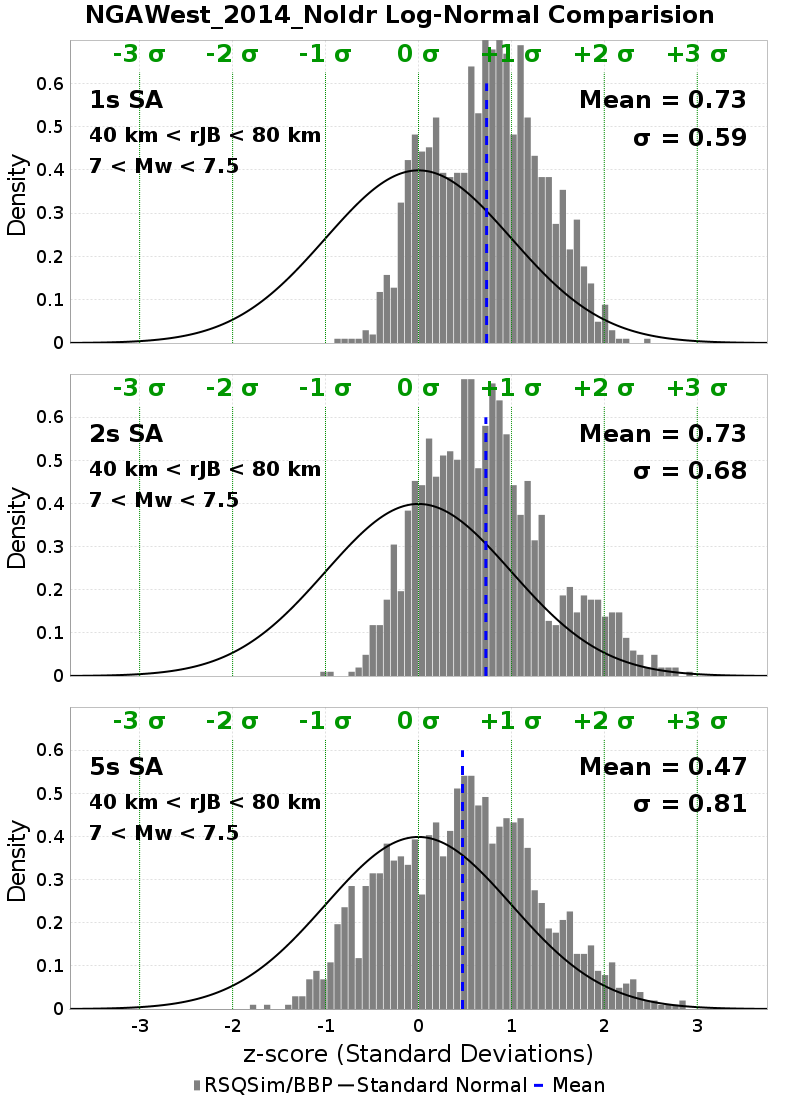 NGAWest_2014_NoIdr Log-Normal Comparision
-3 σ -2 σ -1 σ 0 σ +1 σ +2 σ +3 σ
1s SA
Mean = 0.73
40 km < rJB < 80 km
σ = 0.59
7 < Mw < 7.5
Density
0.6
0.5
0.4
0.3
0.2
0.1
0
-3 σ -2 σ -1 σ 0 σ +1 σ +2 σ +3 σ
2s SA
Mean = 0.73
40 km < rJB < 80 km
σ = 0.68
7 < Mw < 7.5
Density
0.6
0.5
0.4
0.3
0.2
0.1
0
-3 σ -2 σ -1 σ 0 σ +1 σ +2 σ +3 σ
5s SA
Mean = 0.47
40 km < rJB < 80 km
σ = 0.81
7 < Mw < 7.5
Density
0.6
0.5
0.4
0.3
0.2
0.1
0
-3 -2 -1 0 1 2 3
z-score (Standard Deviations)
RSQSim/BBP Standard Normal Mean